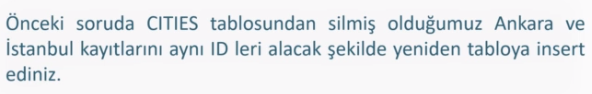 Önceki soruda CITIES tablosundan silmiş olduğumuz Ankara ve
İstanbul kayıtlarını aynı ID leri alacak şekilde yeniden tabloya insert
ediniz.